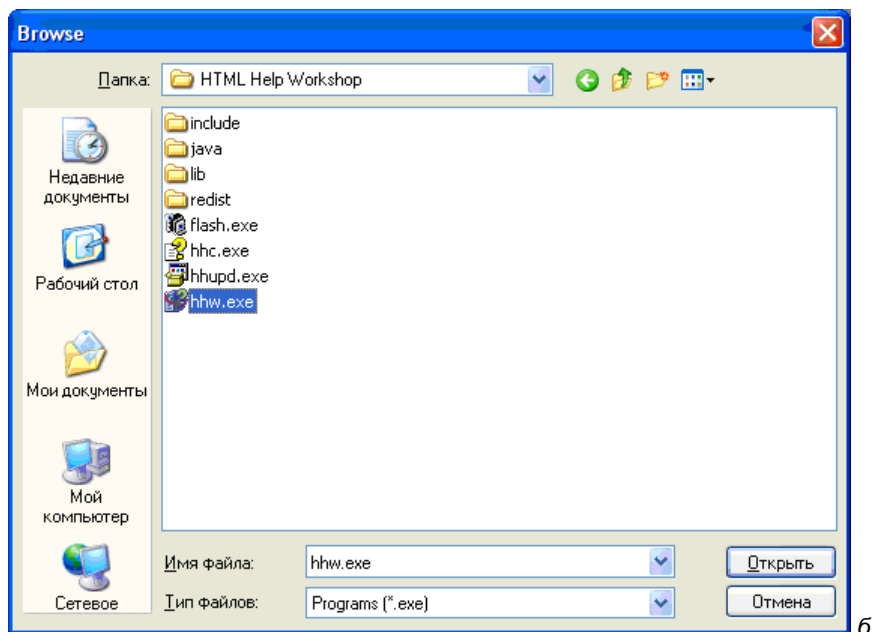 Browse
Папка: HTML Help Workshop
Недавние
документы
Рабочий стол
Мои документы
Мой
компьютер
Сетевое
include
java
lib
redist
flash.exe
hhc.exe
hhupd.exe
hhw.exe
Имя файла: hhw.exe Открыть
Тип файлов: Programs (*.exe) Отмена
б